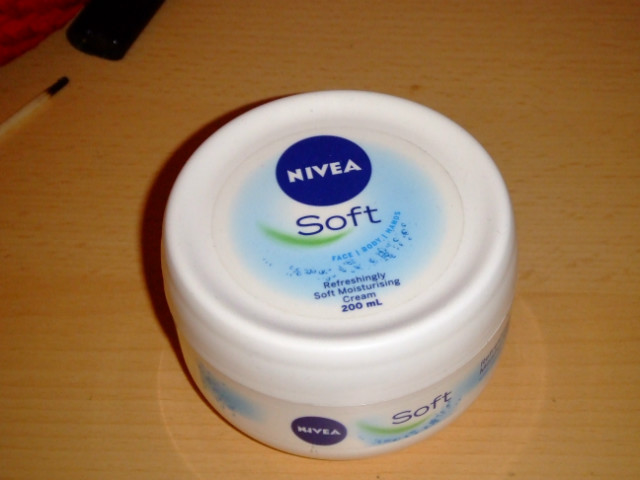 NIVEA
Soft
FACE | BODY | HANDS
Refreshingly
Soft Moisturising
Cream
200 mL
NIVEA
Soft